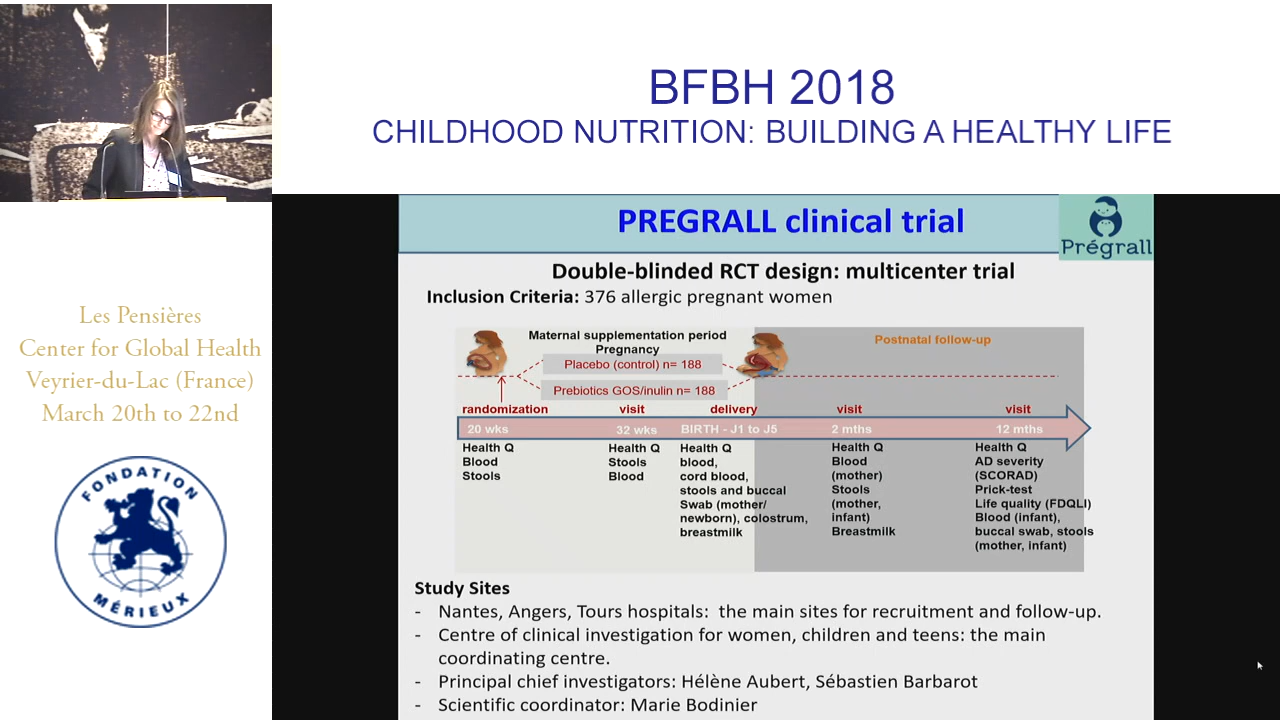 BFBH 2018
CHILDHOOD NUTRITION: BUILDING A HEALTHY LIFE
Les Pensières
Center for Global Health
Veyrier-du-Lac (France)
March 20th to 22nd
FONDATION
MÉRIEUX
PREGRALL clinical trial
Prégrall
Double-blinded RCT design: multicenter trial
Inclusion Criteria: 376 allergic pregnant women
Maternal supplementation period
Pregnancy
Postnatal follow-up
Placebo (control) n= 188
Prebiotics GOS/inulin n= 188
randomization visit delivery visit visit
20 wks 32 wks BIRTH - J1 to J5 2 mths 12 mths
Health Q
Blood
Stools
Health Q
Stools
Blood
Health Q
blood,
cord blood,
stools and buccal
Swab (mother/
newborn), colostrum,
breastmilk
Health Q
Blood
(mother)
Stools
(mother,
infant)
Breastmilk
Health Q
AD severity
(SCORAD)
Prick-test
Life quality (FDQLI)
Blood (infant),
buccal swab, stools
(mother, infant)
Study Sites
- Nantes, Angers, Tours hospitals: the main sites for recruitment and follow-up.
- Centre of clinical investigation for women, children and teens: the main
coordinating centre.
- Principal chief investigators: Hélène Aubert, Sébastien Barbarot
- Scientific coordinator: Marie Bodinier